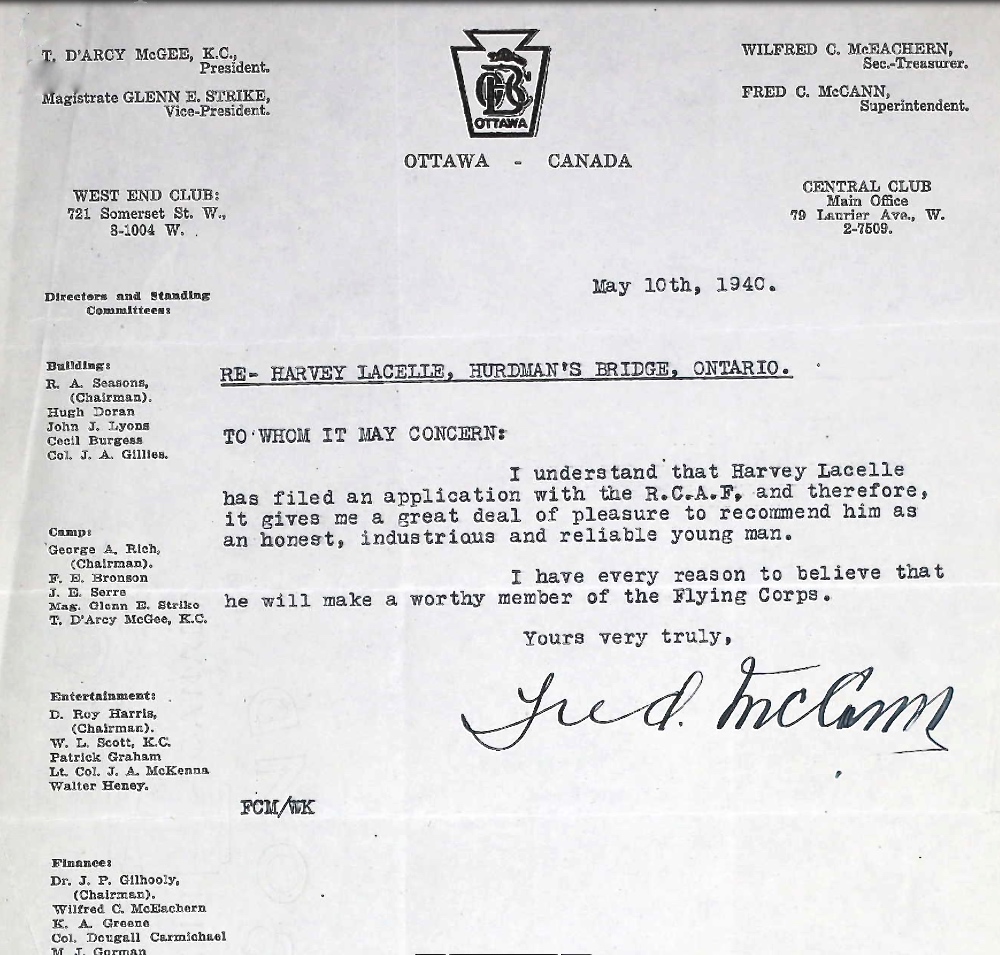 T. D'ARCY McGEE, K.C.,
President.
Magistrate GLENN E. STRIKE,
Vice-President.
OTTAWA
WILFRED C. McEACHERN,
Sec.-Treasurer.
FRED C. McCANN,
Superintendent.
OTTAWA - CANADA
WEST END CLUB:
721 Somerset St. W.,
8-1004 W.
CENTRAL CLUB
Main Office
79 Laurier Ave., W.
2-7509.
May 10th, 1940.
Directors and Standing
Committees:
Building:
R. A. Seasons,
(Chairman).
Hugh Doran
John J. Lyons
Cecil Burgess
Col. J. A. Gillies.
Camp:
George A. Rich,
(Chairman).
F. E. Bronson
J. E. Serre
Mag. Glenn E. Strike
T. D'Arcy McGee, K.C.
Entertainment:
D. Roy Harris,
(Chairman).
W. L. Scott, K.C.
Patrick Graham
Lt. Col. J. A. McKenna
Walter Heney.
Finance:
Dr. J. P. Gilhooly,
(Chairman).
Wilfred C. McEachern
K. A. Greene
Col. Dougall Carmichael
M. J. Gorman
RE- HARVEY LACELLE, HURDMAN'S BRIDGE, ONTARIO.
TO WHOM IT MAY CONCERN:
I understand that Harvey Lacelle
has filed an application with the R.C.A.F, and therefore,
it gives me a great deal of pleasure to recommend him as
an honest, industrious and reliable young man.
I have every reason to believe that
he will make a worthy member of the Flying Corps.
Yours very truly,
Fred. McCann
FCM/WK